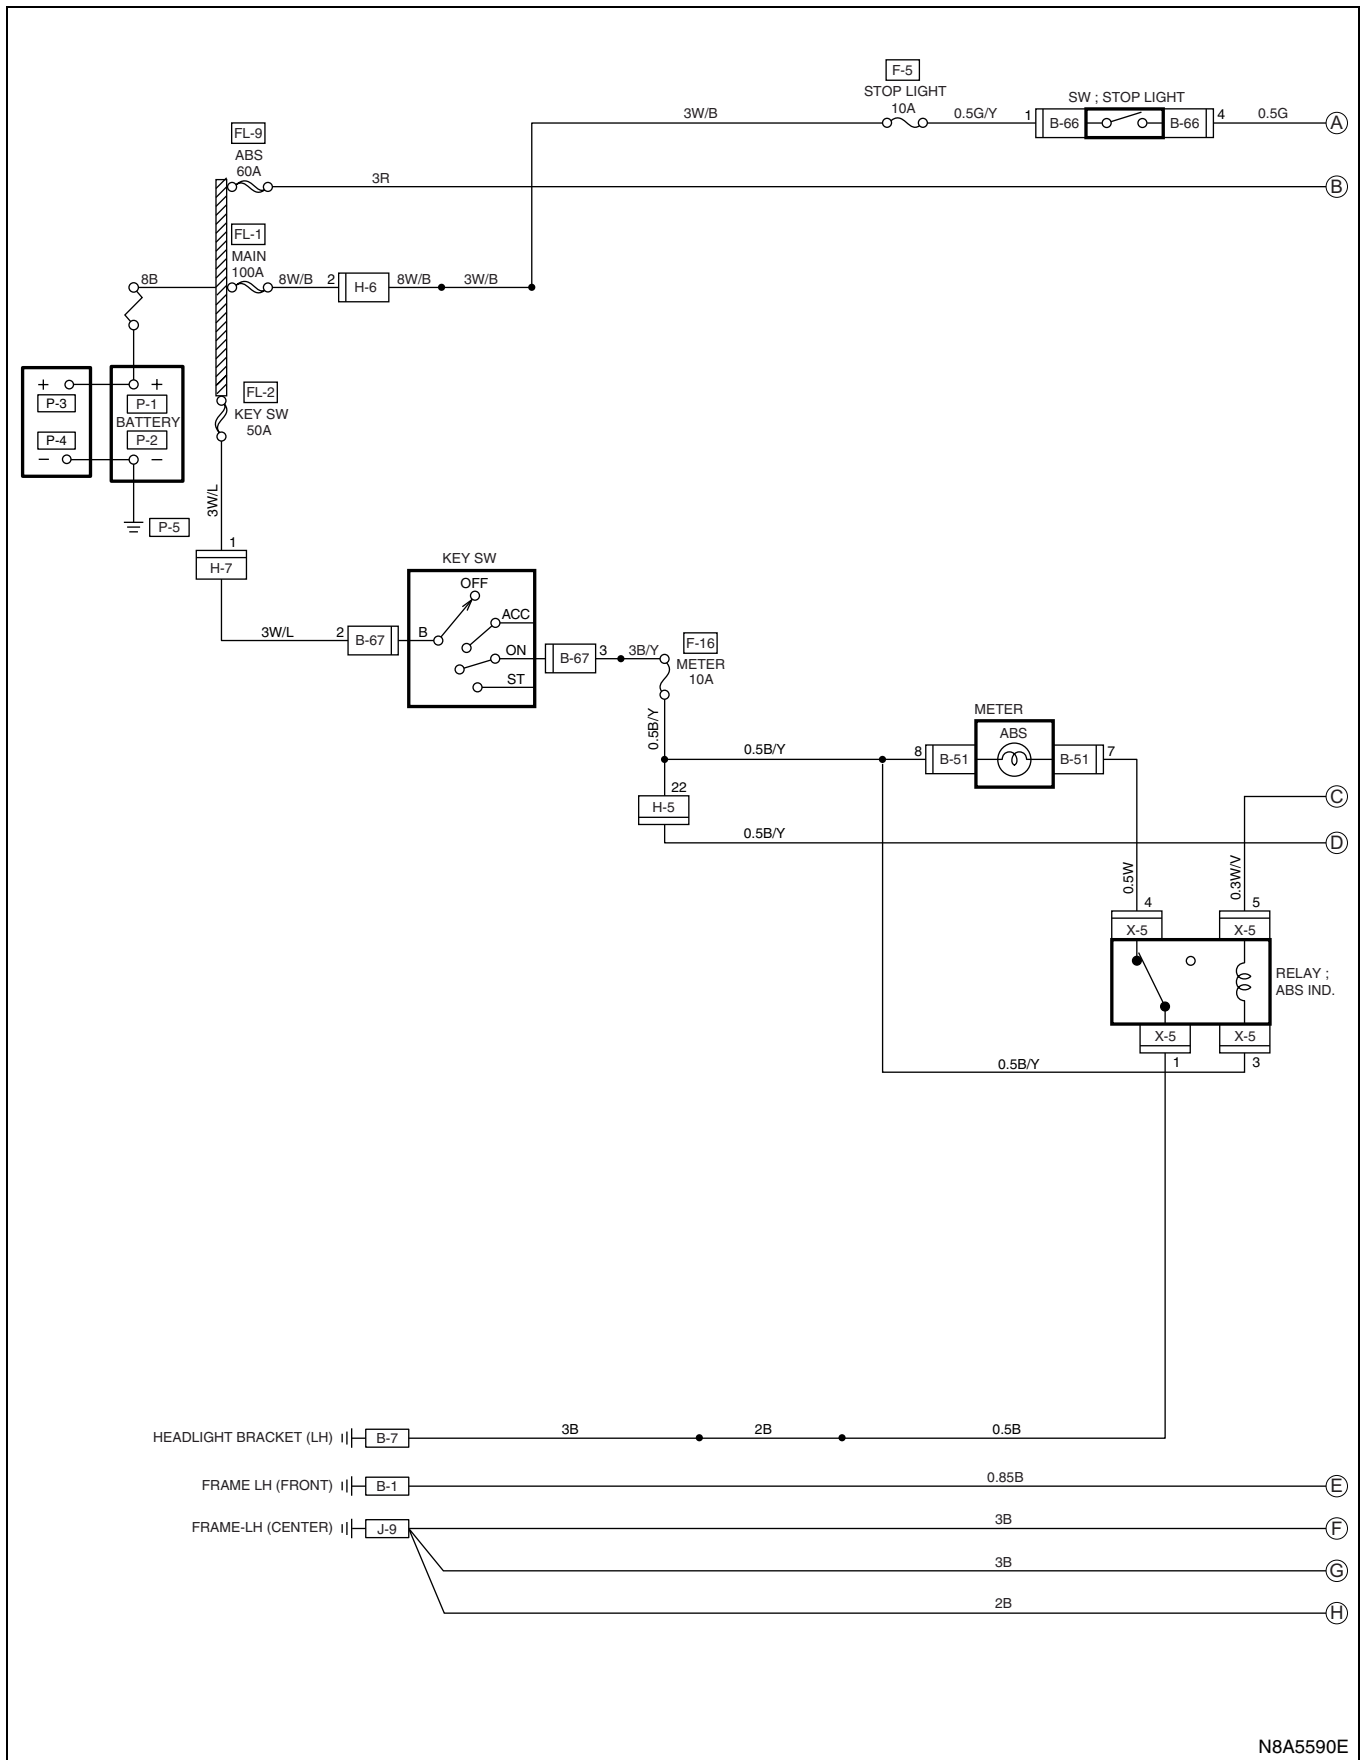 F-5
STOP LIGHT
10A
SW ; STOP LIGHT
3W/B
0.5G/Y
1
B-66
B-66
4
0.5G
A
FL-9
ABS
60A
3R
B
FL-1
MAIN
100A
8B
8W/B
2
H-6
8W/B
3W/B
FL-2
KEY SW
50A
+
P-3
P-4
−
+
P-1
BATTERY
P-2
−
P-5
3W/L
1
H-7
3W/L
2
B-67
KEY SW
B
OFF
ACC
ON
ST
B-67
3
3B/Y
F-16
METER
10A
0.5B/Y
0.5B/Y
METER
ABS
8
B-51
B-51
7
22
H-5
0.5B/Y
C
D
0.5W
0.3W/V
4
X-5
5
X-5
RELAY ;
ABS IND.
X-5
1
X-5
3
0.5B/Y
HEADLIGHT BRACKET (LH)
B-7
3B
2B
0.5B
FRAME LH (FRONT)
B-1
0.85B
E
FRAME-LH (CENTER)
J-9
3B
F
3B
G
2B
H
N8A5590E